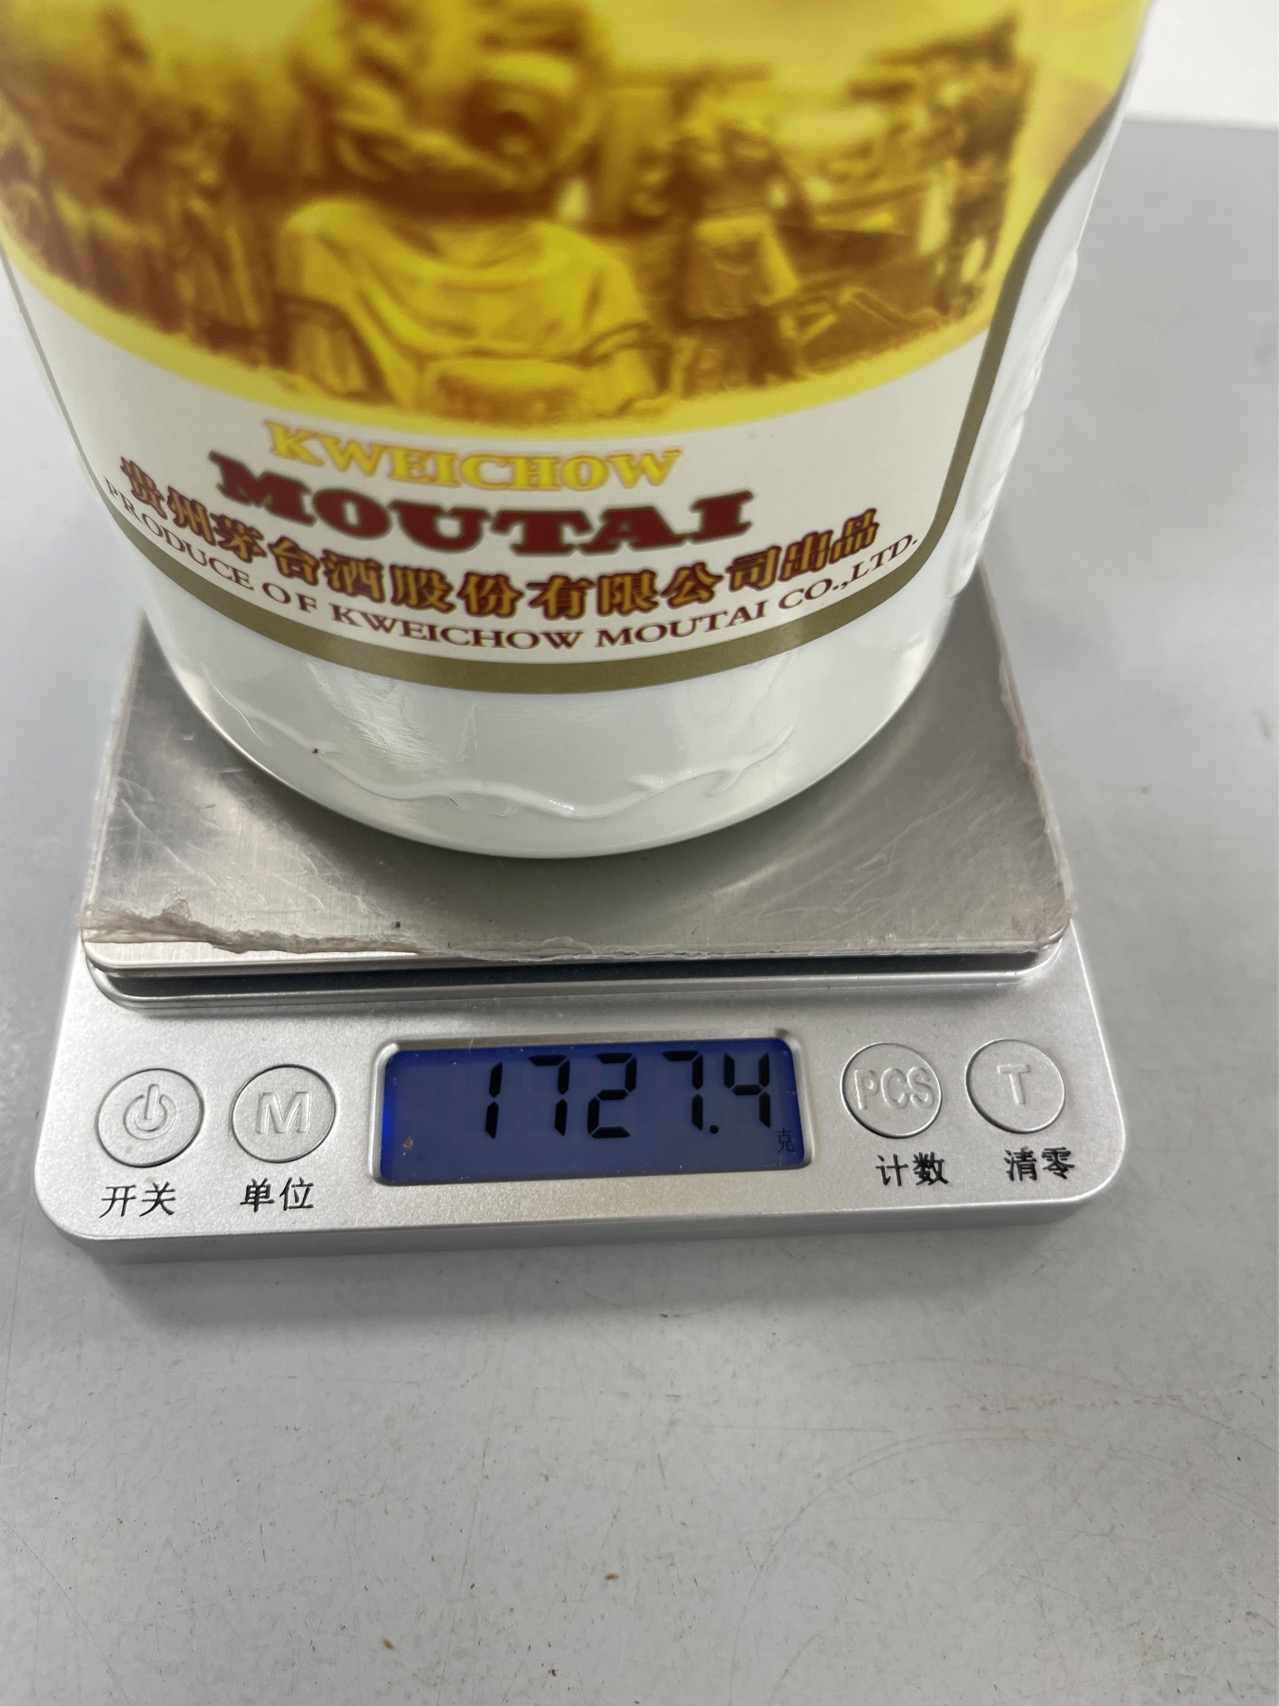 KWEICHOW
MOUTAI
贵州茅台酒股份有限公司出品
PRODUCE OF KWEICHOW MOUTAI CO.,LTD.
1727.4
克
M
PCS
T
开关
单位
计数
清零